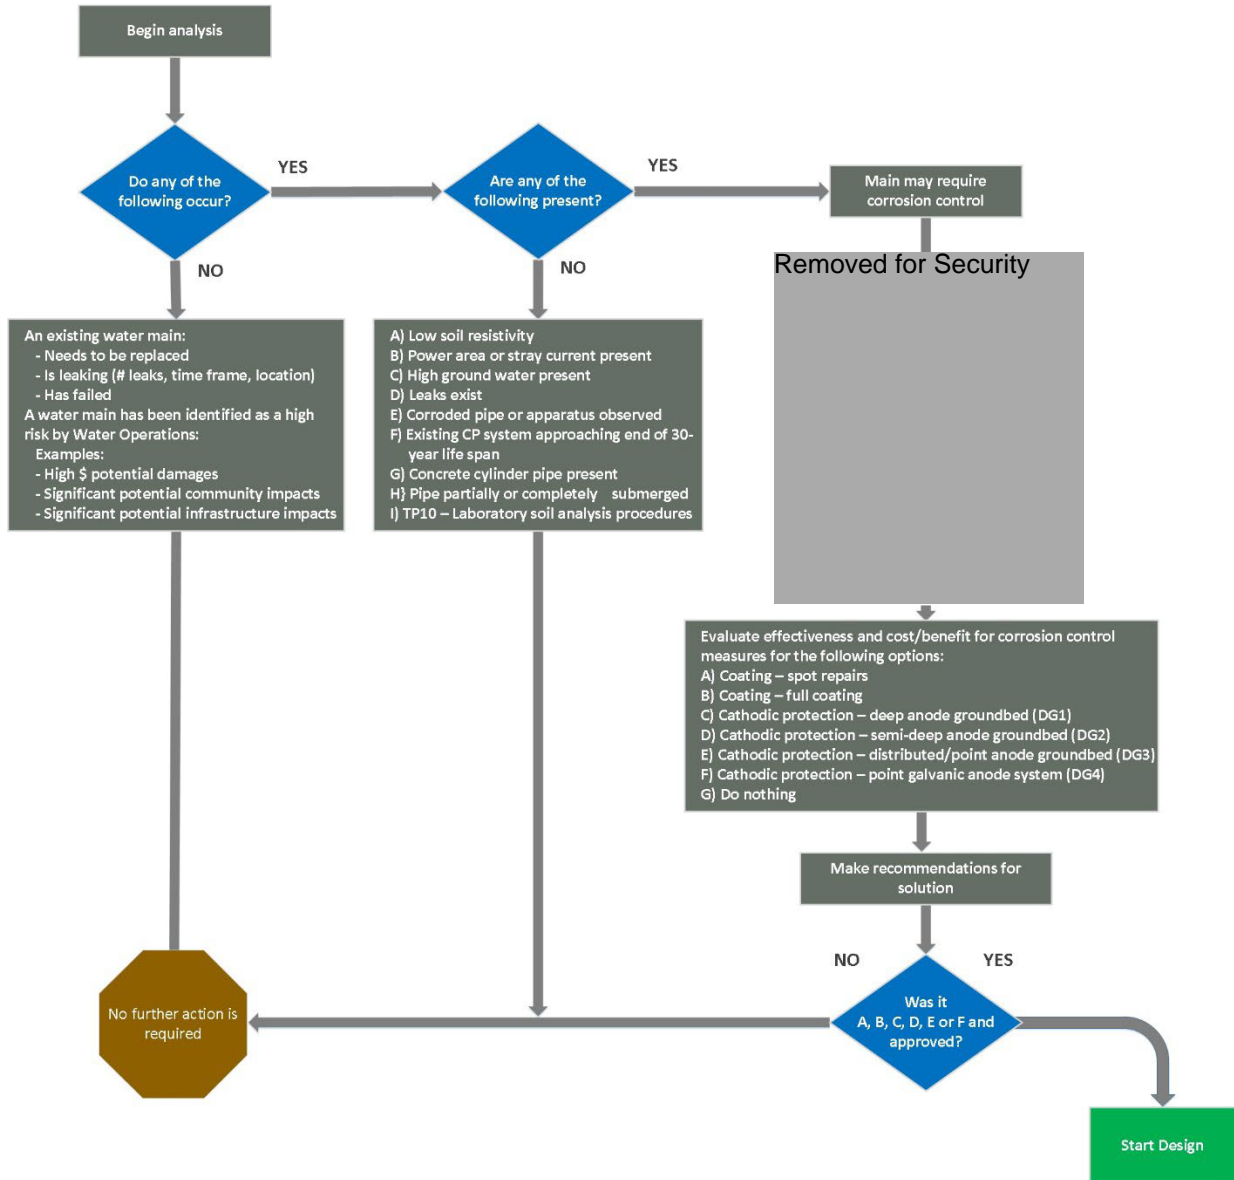 Begin analysis
Do any of the
following occur?
YES
NO
Are any of the
following present?
YES
NO
Main may require
corrosion control
Removed for Security
An existing water main:
- Needs to be replaced
- Is leaking (# leaks, time frame, location)
- Has failed
A water main has been identified as a high
risk by Water Operations:
Examples:
- High $ potential damages
- Significant potential community impacts
- Significant potential infrastructure impacts
A) Low soil resistivity
B) Power area or stray current present
C) High ground water present
D) Leaks exist
E) Corroded pipe or apparatus observed
F) Existing CP system approaching end of 30-
year life span
G) Concrete cylinder pipe present
H} Pipe partially or completely submerged
I) TP10 – Laboratory soil analysis procedures
Evaluate effectiveness and cost/benefit for corrosion control
measures for the following options:
A) Coating – spot repairs
B) Coating – full coating
C) Cathodic protection – deep anode groundbed (DG1)
D) Cathodic protection – semi-deep anode groundbed (DG2)
E) Cathodic protection – distributed/point anode groundbed (DG3)
F) Cathodic protection – point galvanic anode system (DG4)
G) Do nothing
Make recommendations for
solution
NO
YES
Was it
A, B, C, D, E or F and
approved?
No further action is
required
Start Design